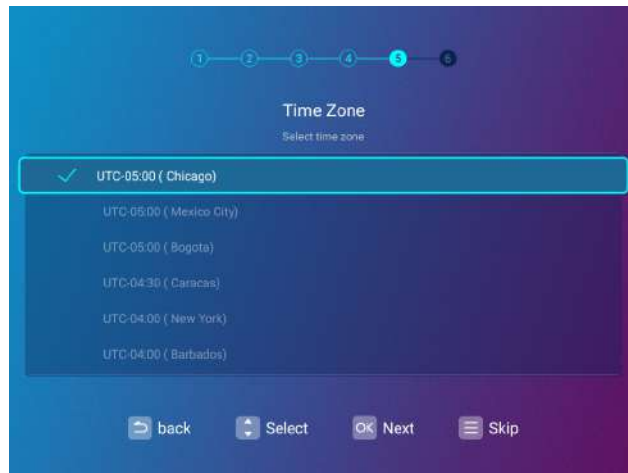 1 2 3 4 5 6
Time Zone
Select time zone
UTC-05:00 ( Chicago)
UTC-05:00 ( Mexico City)
UTC-05:00 ( Bogota)
UTC-04:30 ( Caracas)
UTC-04:00 ( New York)
UTC-04:00 ( Barbados)
back Select OK Next Skip